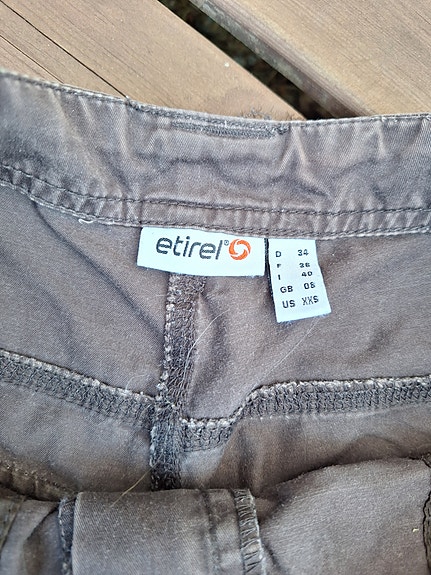 etirel®
D 34
F 36
I 40
GB 08
US XXS